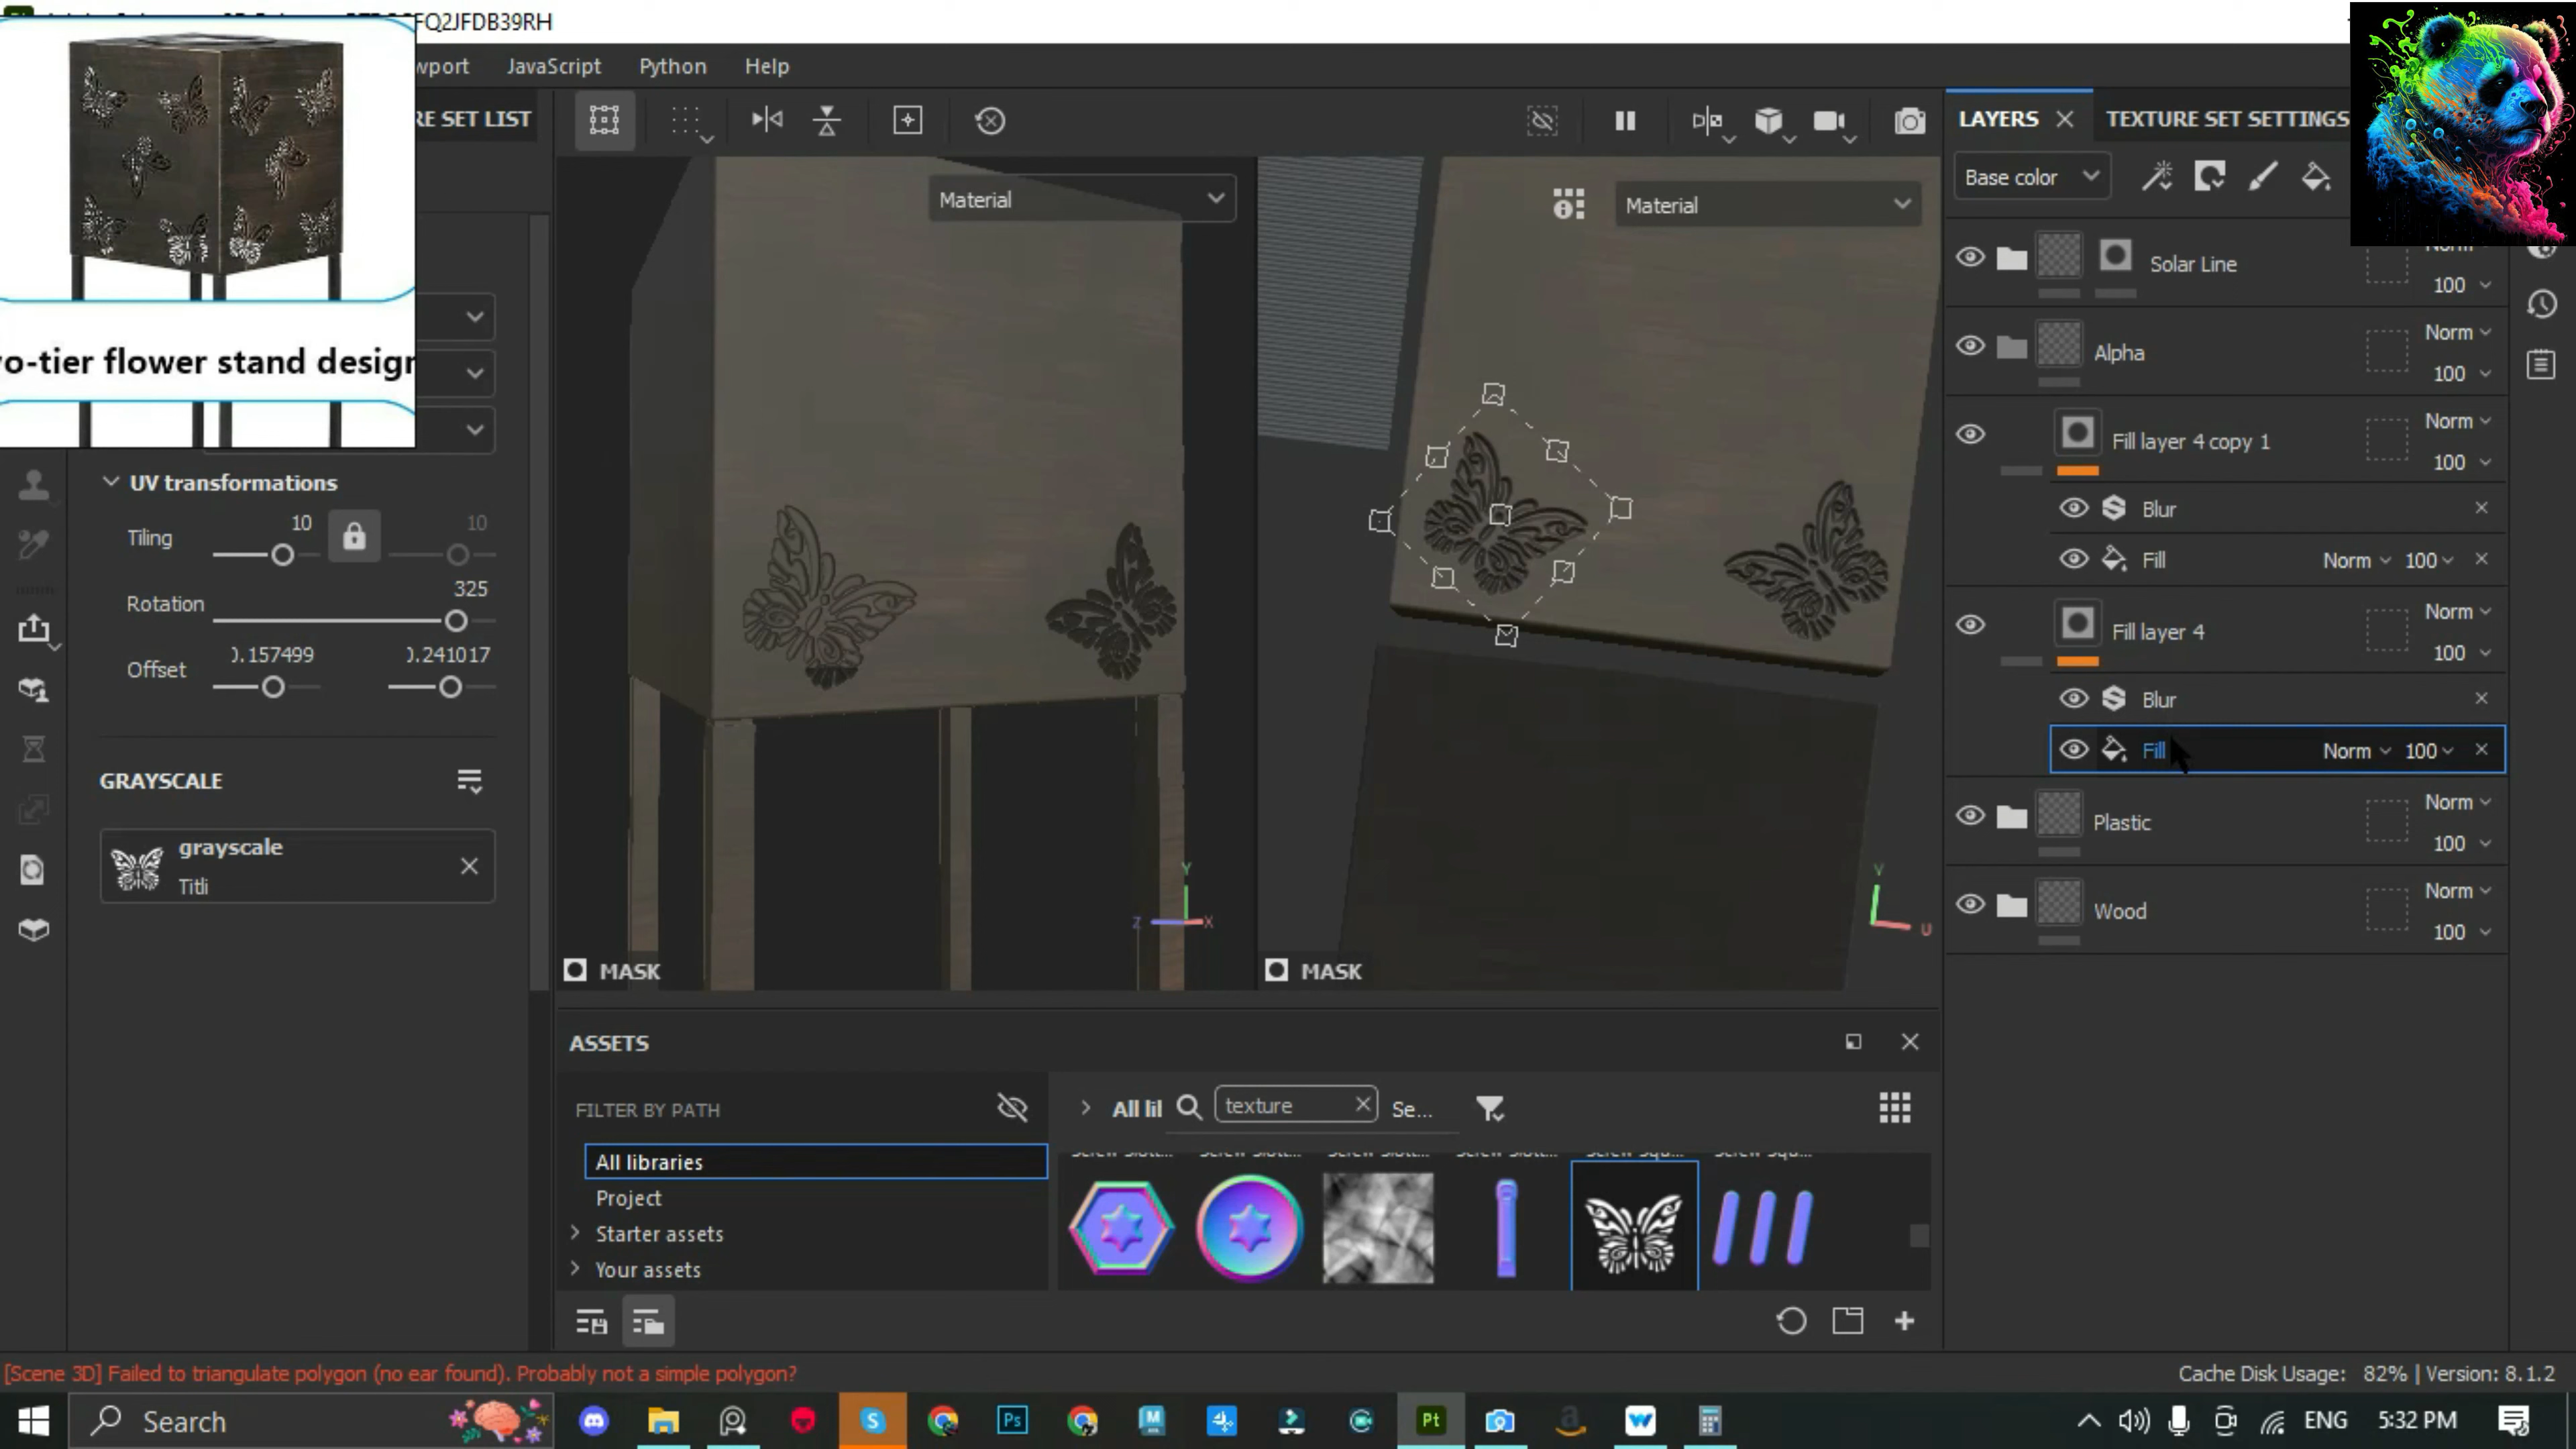 FQ2JFDB39RH
wport JavaScript Python Help
RE SET LIST
LAYERS
TEXTURE SET SETTINGS
Base color
Material
Material
o-tier flower stand design
Solar Line
100
Norm
Alpha
100
Norm
Fill layer 4 copy 1
100
Blur
Fill Norm 100
Norm
Fill layer 4
100
Blur
Fill Norm 100
Norm
Plastic
100
Norm
Wood
100
UV transformations
Tiling 10 10
Rotation 325
Offset 0.157499 0.241017
GRAYSCALE
grayscale
Titli
Y
Z X
V
U
MASK
MASK
ASSETS
FILTER BY PATH
All lil texture Se...
All libraries
Project
Starter assets
Your assets
[Scene 3D] Failed to triangulate polygon (no ear found). Probably not a simple polygon?
Cache Disk Usage: 82% | Version: 8.1.2
Search
Ps
M
Pt
ENG 5:32 PM